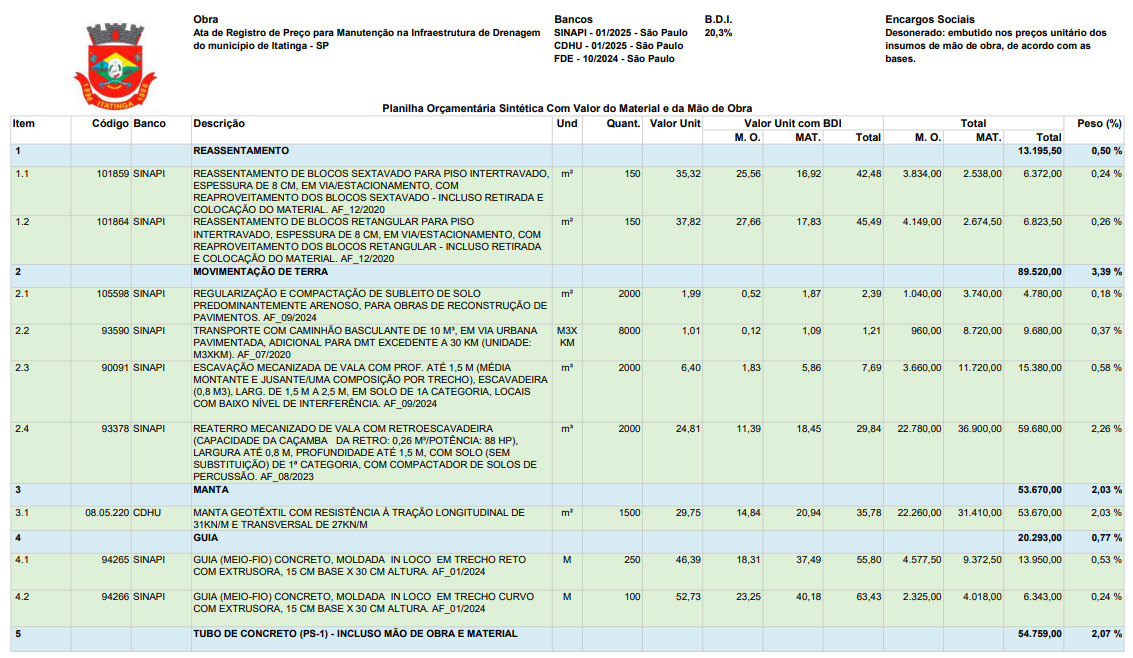 Obra
Ata de Registro de Preço para Manutenção na Infraestrutura de Drenagem
do município de Itatinga - SP
Bancos
SINAPI - 01/2025 - São Paulo
CDHU - 01/2025 - São Paulo
FDE - 10/2024 - São Paulo
B.D.I.
20,3%
Encargos Sociais
Desonerado: embutido nos preços unitário dos
insumos de mão de obra, de acordo com as
bases.
ITATINGA
Planilha Orçamentária Sintética Com Valor do Material e da Mão de Obra
Item Código Banco Descrição Und Quant. Valor Unit Valor Unit com BDI Total Peso (%)
M. O. MAT. Total M. O. MAT. Total
1 REASSENTAMENTO 13.195,50 0,50 %
1.1 101859 SINAPI REASSENTAMENTO DE BLOCOS SEXTAVADO PARA PISO INTERTRAVADO, m² 150 35,32 25,56 16,92 42,48 3.834,00 2.538,00 6.372,00 0,24 %
ESPESSURA DE 8 CM, EM VIA/ESTACIONAMENTO, COM
REAPROVEITAMENTO DOS BLOCOS SEXTAVADO - INCLUSO RETIRADA E
COLOCAÇÃO DO MATERIAL. AF_12/2020
1.2 101864 SINAPI REASSENTAMENTO DE BLOCOS RETANGULAR PARA PISO m² 150 37,82 27,66 17,83 45,49 4.149,00 2.674,50 6.823,50 0,26 %
INTERTRAVADO, ESPESSURA DE 8 CM, EM VIA/ESTACIONAMENTO, COM
REAPROVEITAMENTO DOS BLOCOS RETANGULAR - INCLUSO RETIRADA
E COLOCAÇÃO DO MATERIAL. AF_12/2020
2 MOVIMENTAÇÃO DE TERRA 89.520,00 3,39 %
2.1 105598 SINAPI REGULARIZAÇÃO E COMPACTAÇÃO DE SUBLEITO DE SOLO m² 2000 1,99 0,52 1,87 2,39 1.040,00 3.740,00 4.780,00 0,18 %
PREDOMINANTEMENTE ARENOSO, PARA OBRAS DE RECONSTRUÇÃO DE
PAVIMENTOS. AF_09/2024
2.2 93590 SINAPI TRANSPORTE COM CAMINHÃO BASCULANTE DE 10 M³, EM VIA URBANA M3X 8000 1,01 0,12 1,09 1,21 960,00 8.720,00 9.680,00 0,37 %
PAVIMENTADA, ADICIONAL PARA DMT EXCEDENTE A 30 KM (UNIDADE: KM
M3XKM). AF_07/2020
2.3 90091 SINAPI ESCAVAÇÃO MECANIZADA DE VALA COM PROF. ATÉ 1,5 M (MÉDIA m³ 2000 6,40 1,83 5,86 7,69 3.660,00 11.720,00 15.380,00 0,58 %
MONTANTE E JUSANTE/UMA COMPOSIÇÃO POR TRECHO), ESCAVADEIRA
(0,8 M3), LARG. DE 1,5 M A 2,5 M, EM SOLO DE 1A CATEGORIA, LOCAIS
COM BAIXO NÍVEL DE INTERFERÊNCIA. AF_09/2024
2.4 93378 SINAPI REATERRO MECANIZADO DE VALA COM RETROESCAVADEIRA m³ 2000 24,81 11,39 18,45 29,84 22.780,00 36.900,00 59.680,00 2,26 %
(CAPACIDADE DA CAÇAMBA DA RETRO: 0,26 M³/POTÊNCIA: 88 HP),
LARGURA ATÉ 0,8 M, PROFUNDIDADE ATÉ 1,5 M, COM SOLO (SEM
SUBSTITUIÇÃO) DE 1ª CATEGORIA, COM COMPACTADOR DE SOLOS DE
PERCUSSÃO. AF_08/2023
3 MANTA 53.670,00 2,03 %
3.1 08.05.220 CDHU MANTA GEOTÊXTIL COM RESISTÊNCIA À TRAÇÃO LONGITUDINAL DE m² 1500 29,75 14,84 20,94 35,78 22.260,00 31.410,00 53.670,00 2,03 %
31KN/M E TRANSVERSAL DE 27KN/M
4 GUIA 20.293,00 0,77 %
4.1 94265 SINAPI GUIA (MEIO-FIO) CONCRETO, MOLDADA IN LOCO EM TRECHO RETO M 250 46,39 18,31 37,49 55,80 4.577,50 9.372,50 13.950,00 0,53 %
COM EXTRUSORA, 15 CM BASE X 30 CM ALTURA. AF_01/2024
4.2 94266 SINAPI GUIA (MEIO-FIO) CONCRETO, MOLDADA IN LOCO EM TRECHO CURVO M 100 52,73 23,25 40,18 63,43 2.325,00 4.018,00 6.343,00 0,24 %
COM EXTRUSORA, 15 CM BASE X 30 CM ALTURA. AF_01/2024
5 TUBO DE CONCRETO (PS-1) - INCLUSO MÃO DE OBRA E MATERIAL 54.759,00 2,07 %